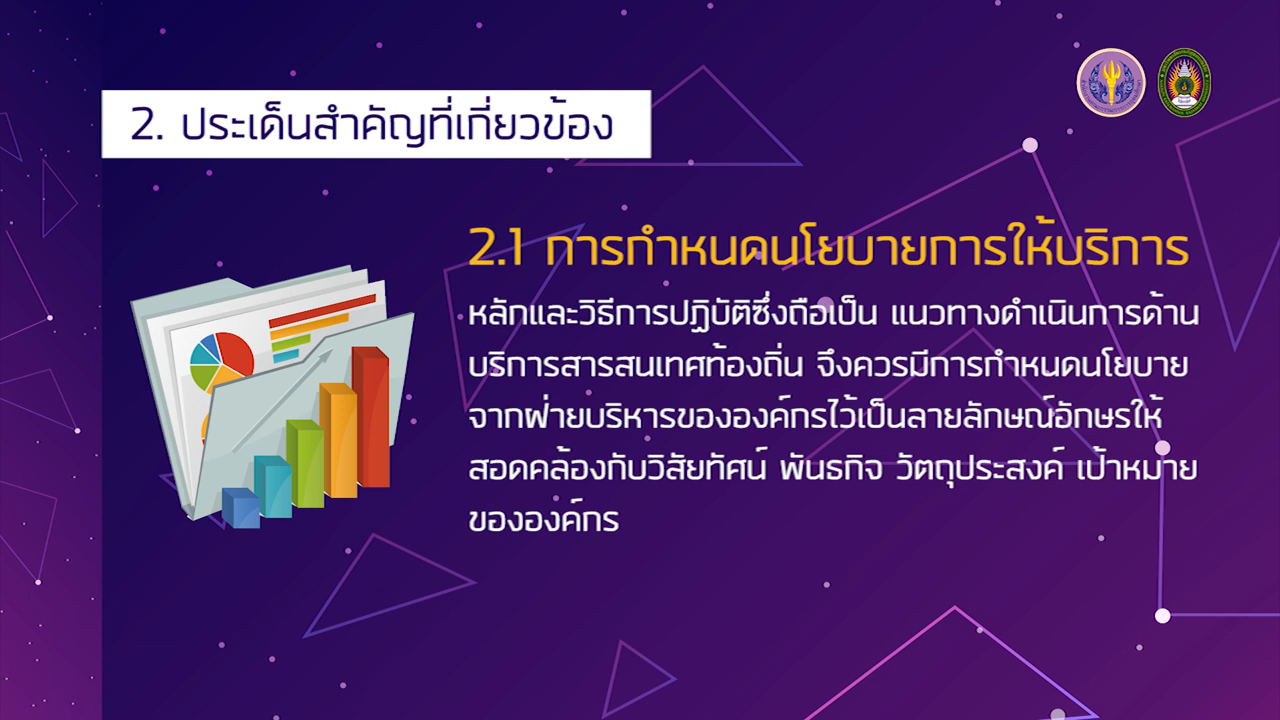 2. ประเด็นสำคัญที่เกี่ยวข้อง
2.1 การกำหนดนโยบายการให้บริการ
หลักและวิธีการปฏิบัติซึ่งถือเป็น แนวทางดำเนินการด้าน
บริการสารสนเทศท้องถิ่น จึงควรมีการกำหนดนโยบาย
จากฝ่ายบริหารขององค์กรไว้เป็นลายลักษณ์อักษรให้
สอดคล้องกับวิสัยทัศน์ พันธกิจ วัตถุประสงค์ เป้าหมาย
ขององค์กร